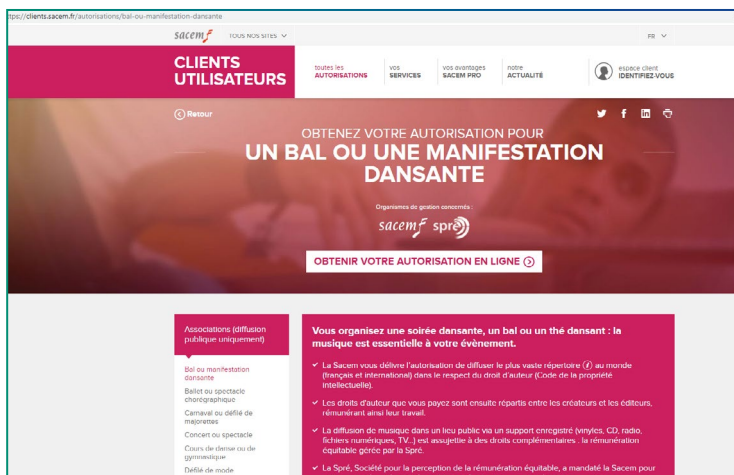 ttps://clients.sacem.fr/autorisations/bal-ou-manifestation-dansante
sacem TOUS NOS SITES FR
CLIENTS
UTILISATEURS
toutes les
AUTORISATIONS
vos
SERVICES
vos avantages
SACEM PRO
notre
ACTUALITÉ
espace client
IDENTIFIEZ-VOUS
Retour
OBTENEZ VOTRE AUTORISATION POUR
UN BAL OU UNE MANIFESTATION
DANSANTE
Organismes de gestion concernés :
sacem spré
OBTENIR VOTRE AUTORISATION EN LIGNE
Associations (diffusion
publique uniquement)
Bal ou manifestation
dansante
Ballet ou spectacle
chorégraphique
Carnaval ou défilé de
majorettes
Concert ou spectacle
Cours de danse ou de
gymnastique
Défilé de mode
Vous organisez une soirée dansante, un bal ou un thé dansant : la
musique est essentielle à votre évènement.
La Sacem vous délivre l'autorisation de diffuser le plus vaste répertoire (i) au monde
(français et international) dans le respect du droit d'auteur (Code de la propriété
intellectuelle).
Les droits d'auteur que vous payez sont ensuite répartis entre les créateurs et les éditeurs,
rémunérant ainsi leur travail.
La diffusion de musique dans un lieu public via un support enregistré (vinyles, CD, radio,
fichiers numériques, TV...) est assujettie à des droits complémentaires : la rémunération
équitable gérée par la Spré.
La Spré, Société pour la perception de la rémunération équitable, a mandaté la Sacem pour